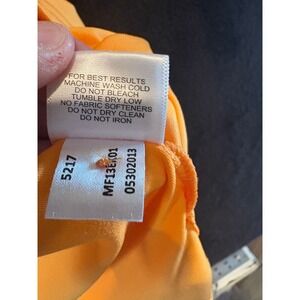 FOR BEST RESULTS
MACHINE WASH COLD
DO NOT BLEACH
TUMBLE DRY LOW
NO FABRIC SOFTENERS
DO NOT DRY CLEAN
DO NOT IRON
5217
05302013